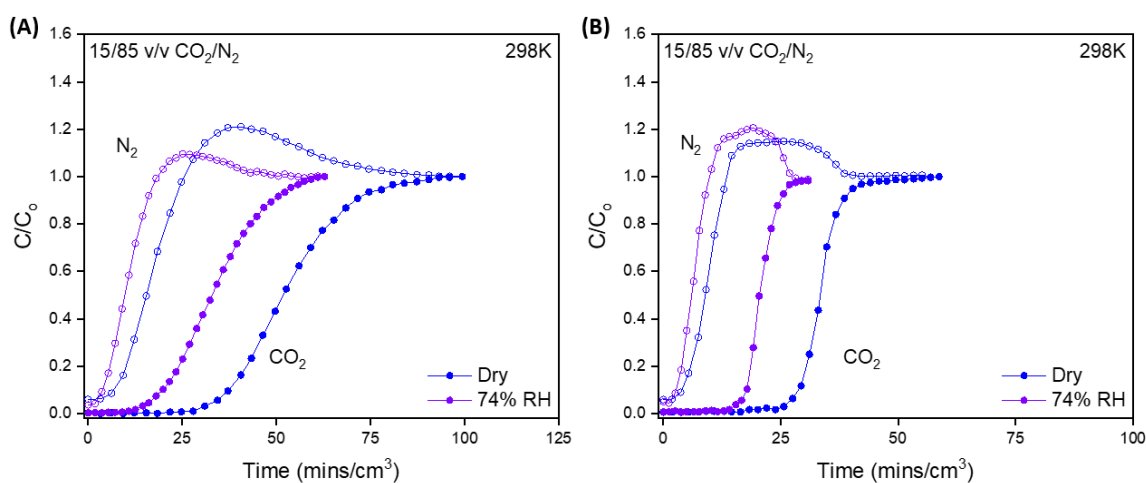 (A)
15/85 v/v CO₂/N₂ 298K
N₂
CO₂
Dry
74% RH
C/Cₒ
0.0 0.2 0.4 0.6 0.8 1.0 1.2 1.4 1.6
0 25 50 75 100 125
Time (mins/cm³)
(B)
15/85 v/v CO₂/N₂ 298K
N₂
CO₂
Dry
74% RH
C/Cₒ
0.0 0.2 0.4 0.6 0.8 1.0 1.2 1.4 1.6
0 25 50 75 100
Time (mins/cm³)